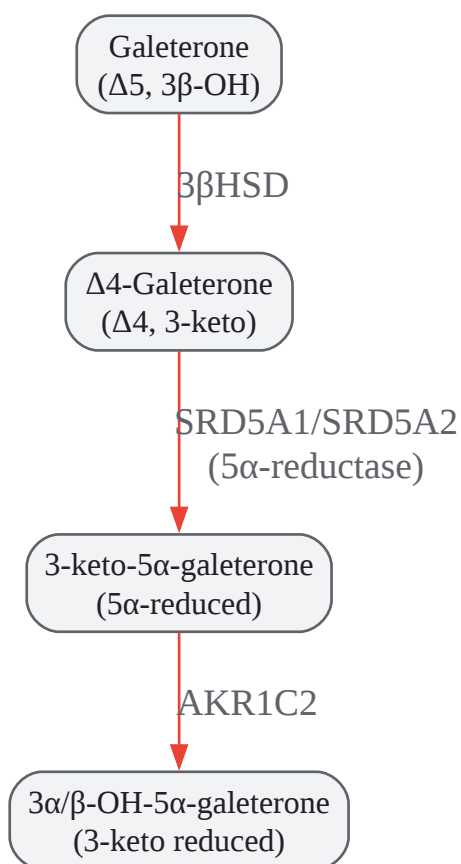 Galeterone
(Δ5, 3β-OH)
3βHSD
Δ4-Galeterone
(Δ4, 3-keto)
SRD5A1/SRD5A2
(5α-reductase)
3-keto-5α-galeterone
(5α-reduced)
AKR1C2
3α/β-OH-5α-galeterone
(3-keto reduced)